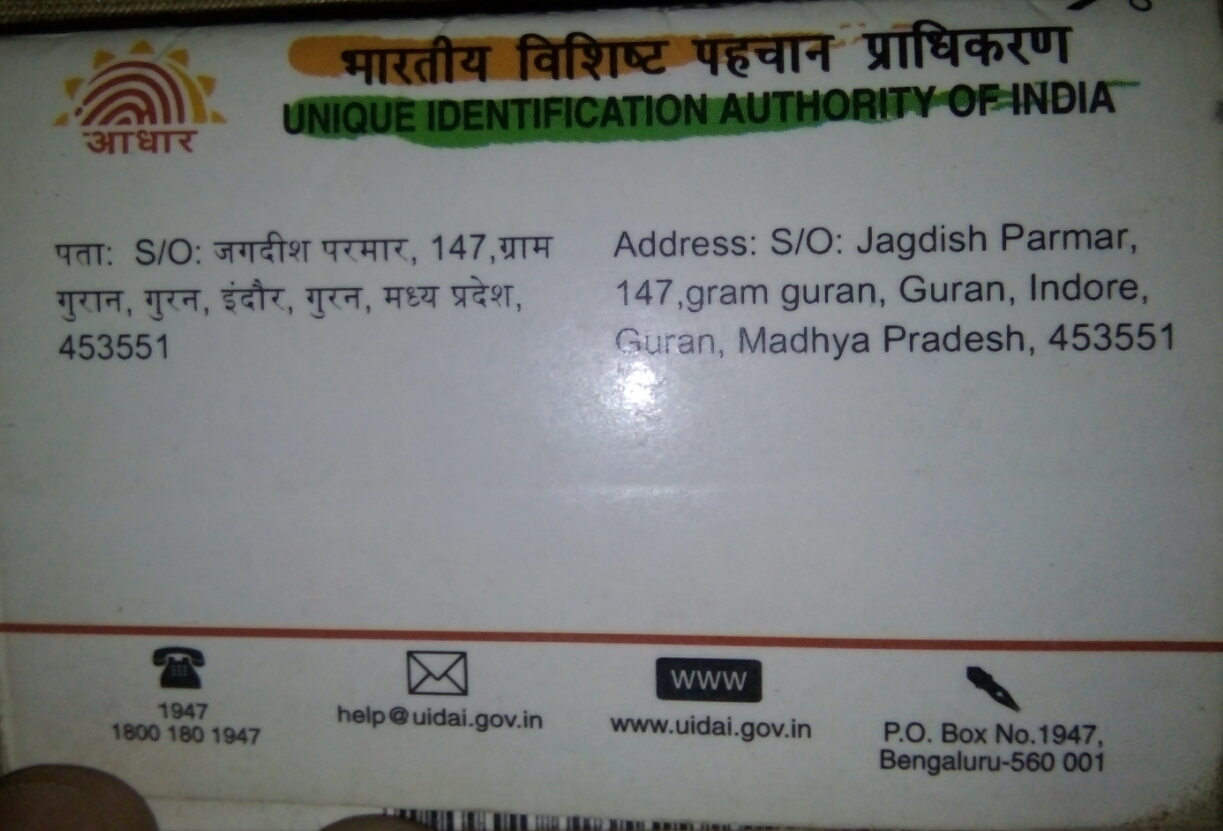 भारतीय विशिष्ट पहचान प्राधिकरण
UNIQUE IDENTIFICATION AUTHORITY OF INDIA
आधार
पता: S/O: जगदीश परमार, 147,ग्राम
गुरान, गुरन, इंदौर, गुरन, मध्य प्रदेश,
453551
Address: S/O: Jagdish Parmar,
147,gram guran, Guran, Indore,
Guran, Madhya Pradesh, 453551
1947
1800 180 1947
help@uidai.gov.in
WWW
www.uidai.gov.in
P.O. Box No.1947,
Bengaluru-560 001